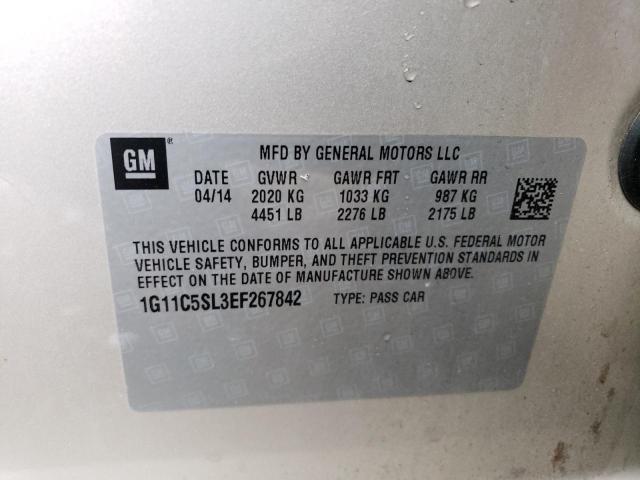 GM ®
MFD BY GENERAL MOTORS LLC
DATE GVWR GAWR FRT GAWR RR
04/14 2020 KG 1033 KG 987 KG
4451 LB 2276 LB 2175 LB
THIS VEHICLE CONFORMS TO ALL APPLICABLE U.S. FEDERAL MOTOR
VEHICLE SAFETY, BUMPER, AND THEFT PREVENTION STANDARDS IN
EFFECT ON THE DATE OF MANUFACTURE SHOWN ABOVE.
1G11C5SL3EF267842 TYPE: PASS CAR